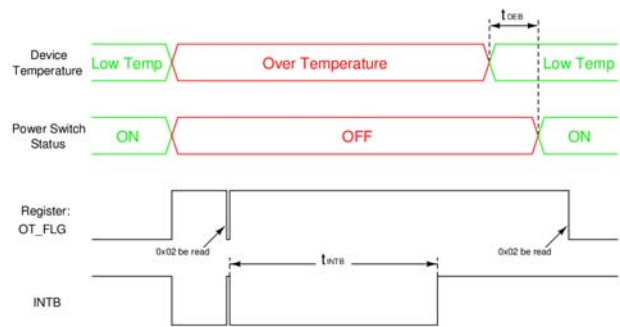 tDEB
Device
Temperature
Low Temp
Over Temperature
Low Temp
Power Switch
Status
ON
OFF
ON
Register:
OT_FLG
0x02 be read
0x02 be read
tINTB
INTB